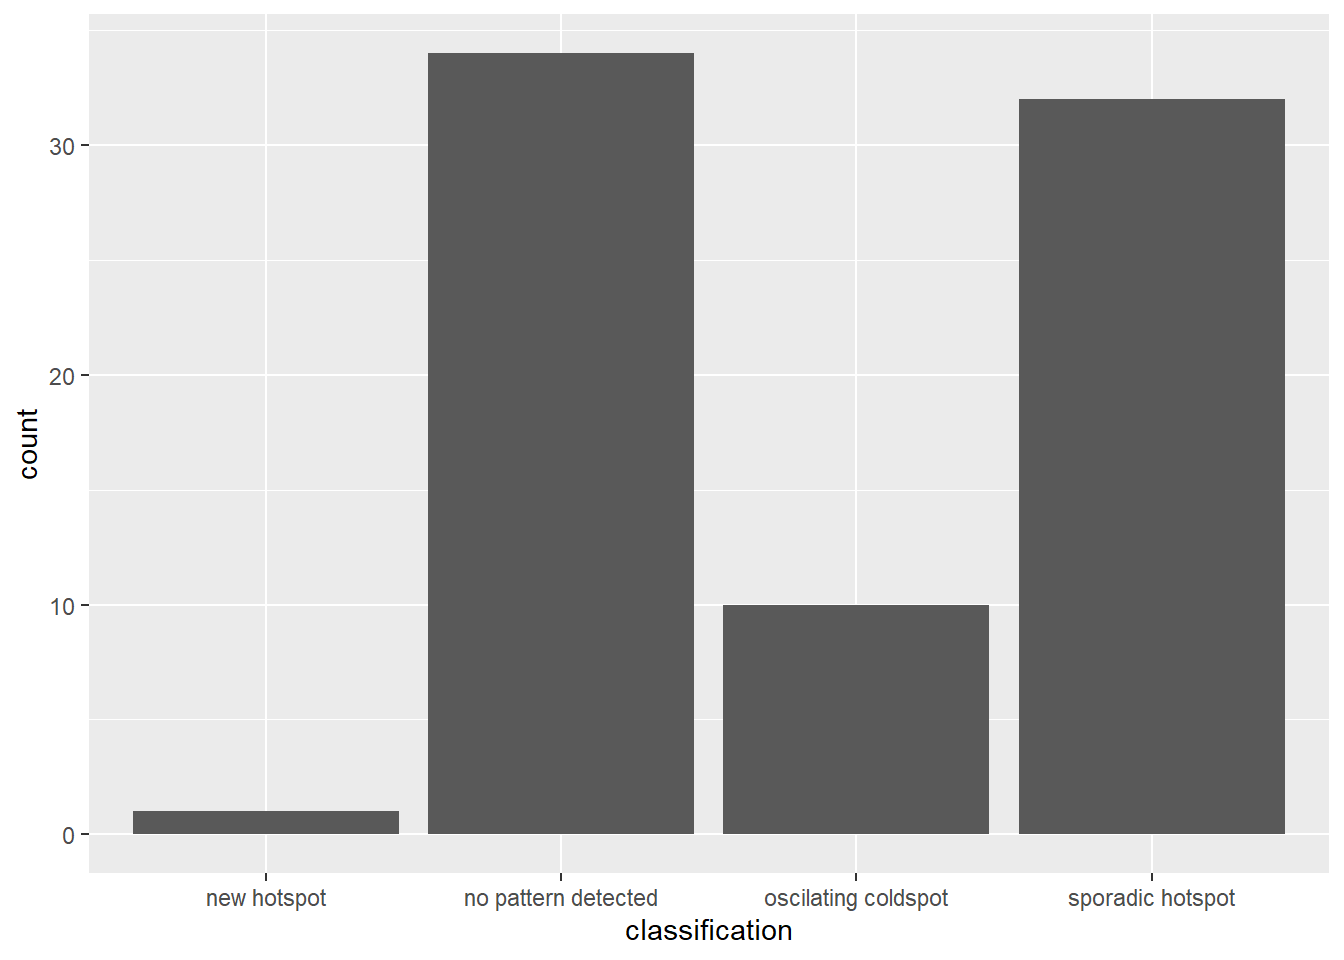 count
30
20
10
0
new hotspot no pattern detected oscilating coldspot sporadic hotspot
classification